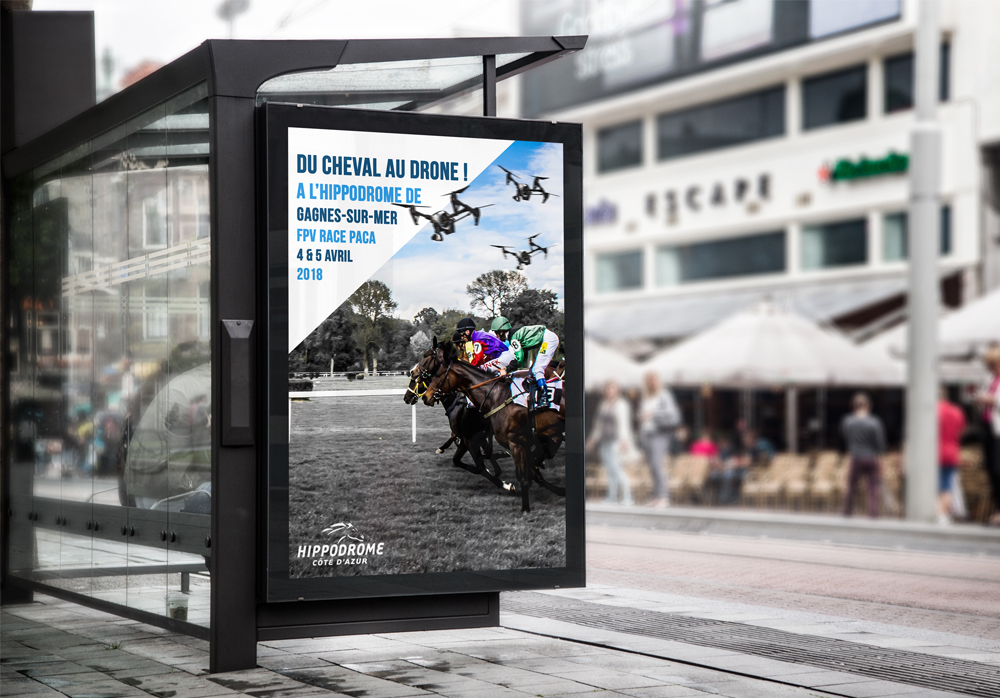 DU CHEVAL AU DRONE !
A L'HIPPODROME DE
GAGNES-SUR-MER
FPV RACE PACA
4 & 5 AVRIL
2018
HIPPODROME
CÔTE D'AZUR
ESCAPE
Heineken